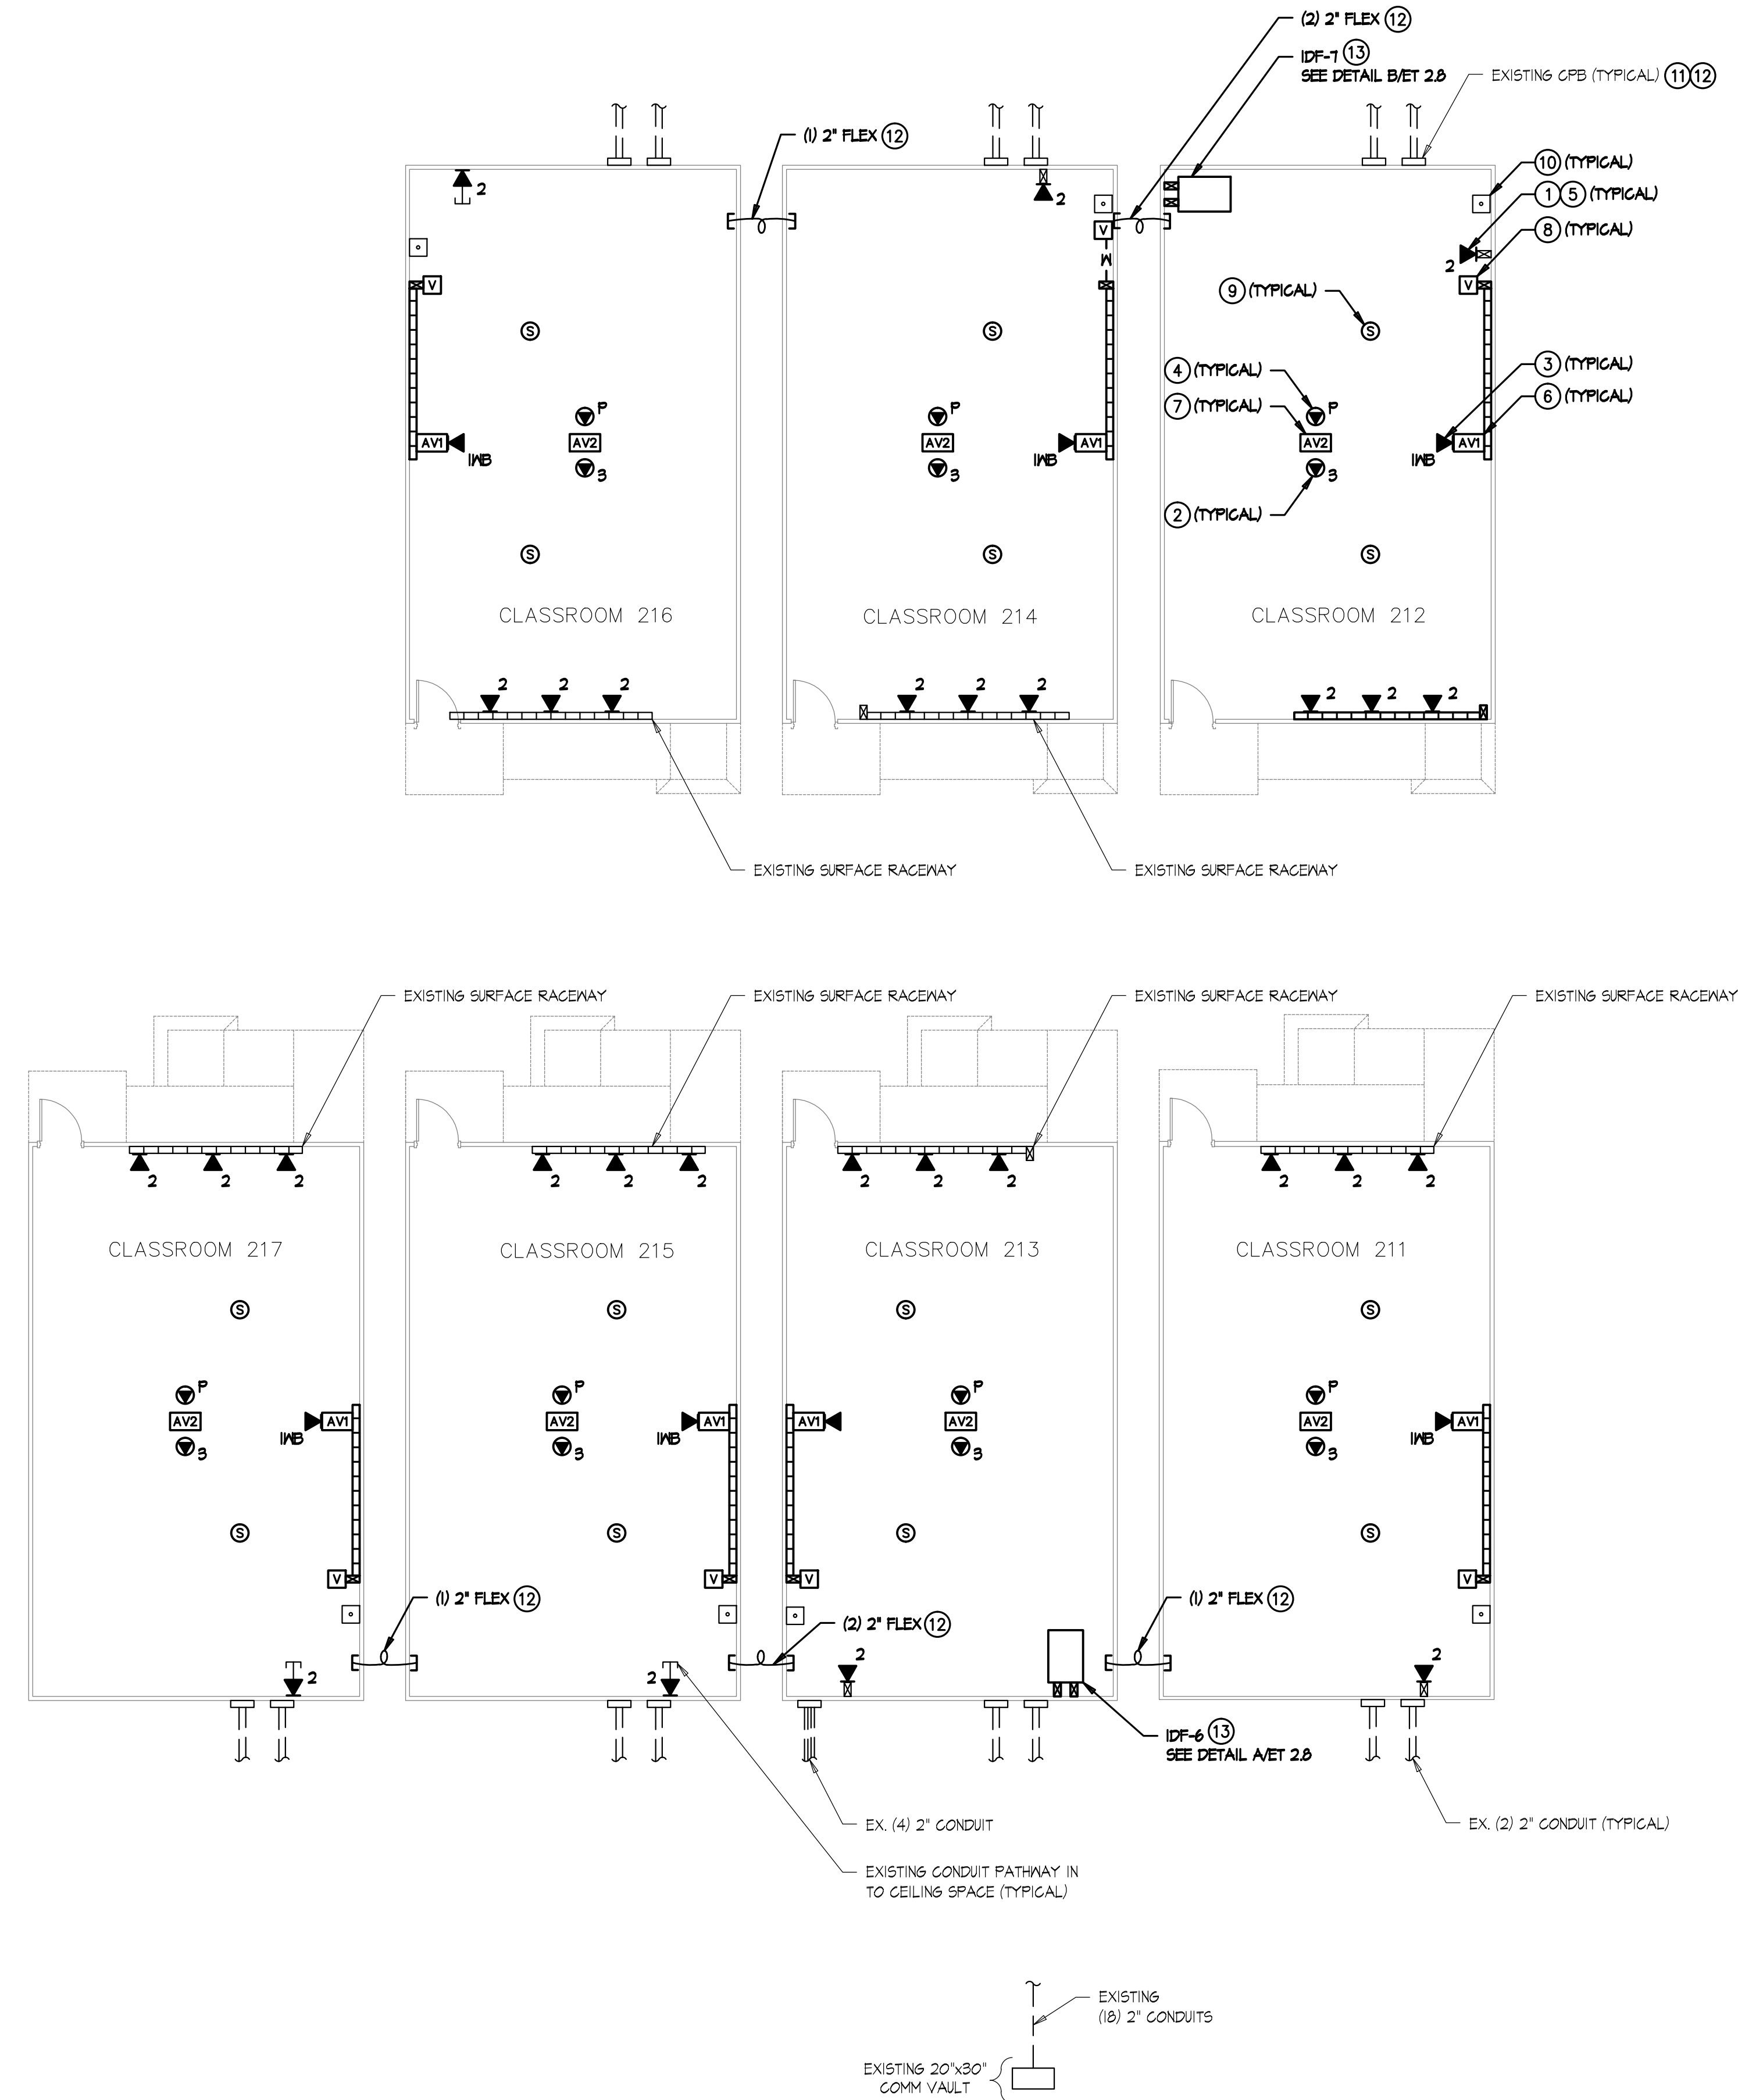 (2) 2" FLEX 12
IDF-7 13
SEE DETAIL B/ET 2.8
EXISTING CPB (TYPICAL) 11 12
(1) 2" FLEX 12
10 (TYPICAL)
2
2
1 5 (TYPICAL)
V
8 (TYPICAL)
2
W
V
V
9 (TYPICAL)
S
S
S
4 (TYPICAL)
3 (TYPICAL)
7 (TYPICAL)
6 (TYPICAL)
P
P
P
AV1
AV2
AV2
AV1
AV2
AV1
IWB
3
IWB
3
3
IWB
2 (TYPICAL)
S
S
S
CLASSROOM 216
CLASSROOM 214
CLASSROOM 212
2 2 2
2 2 2
2 2 2
EXISTING SURFACE RACEWAY
EXISTING SURFACE RACEWAY
EXISTING SURFACE RACEWAY
EXISTING SURFACE RACEWAY
EXISTING SURFACE RACEWAY
EXISTING SURFACE RACEWAY
2 2 2
2 2 2
2 2 2
2 2 2
CLASSROOM 217
CLASSROOM 215
CLASSROOM 213
CLASSROOM 211
S
S
S
S
P
P
P
P
AV2
AV1
AV2
AV1
AV1
AV2
AV2
AV1
IWB
IWB
IWB
3
3
3
3
S
S
S
S
V
V
V
V
(1) 2" FLEX 12
(2) 2" FLEX 12
(1) 2" FLEX 12
2
2
2
2
IDF-6 13
SEE DETAIL A/ET 2.8
EX. (4) 2" CONDUIT
EX. (2) 2" CONDUIT (TYPICAL)
EXISTING CONDUIT PATHWAY IN
TO CEILING SPACE (TYPICAL)
EXISTING
(18) 2" CONDUITS
EXISTING 20"x30"
COMM VAULT